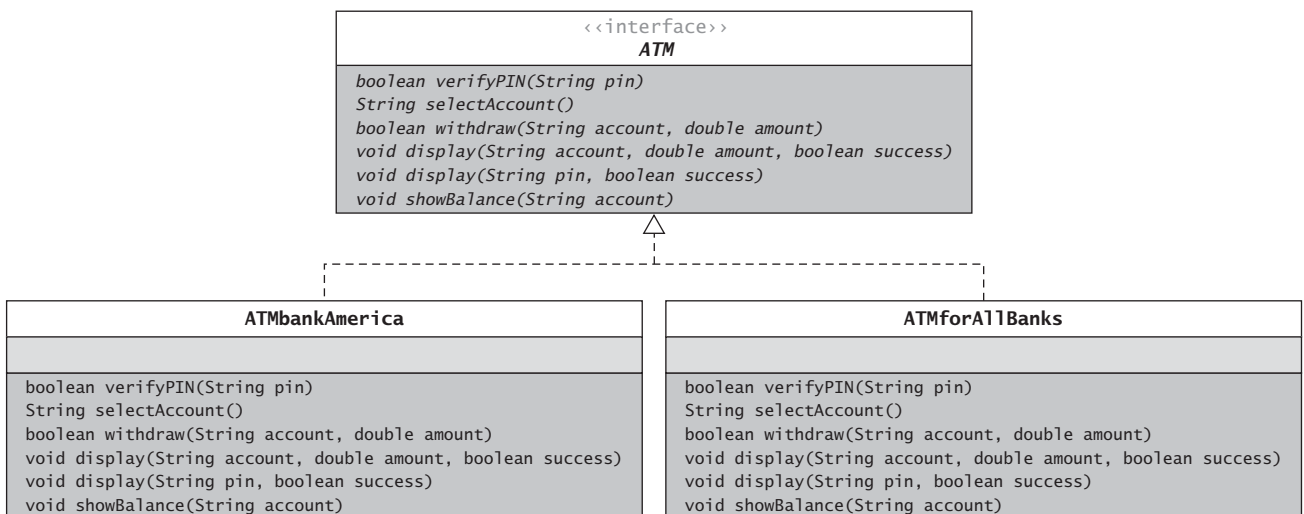 ‹‹interface››
ATM
boolean verifyPIN(String pin)
String selectAccount()
boolean withdraw(String account, double amount)
void display(String account, double amount, boolean success)
void display(String pin, boolean success)
void showBalance(String account)
ATMbankAmerica
boolean verifyPIN(String pin)
String selectAccount()
boolean withdraw(String account, double amount)
void display(String account, double amount, boolean success)
void display(String pin, boolean success)
void showBalance(String account)
ATMforAllBanks
boolean verifyPIN(String pin)
String selectAccount()
boolean withdraw(String account, double amount)
void display(String account, double amount, boolean success)
void display(String pin, boolean success)
void showBalance(String account)